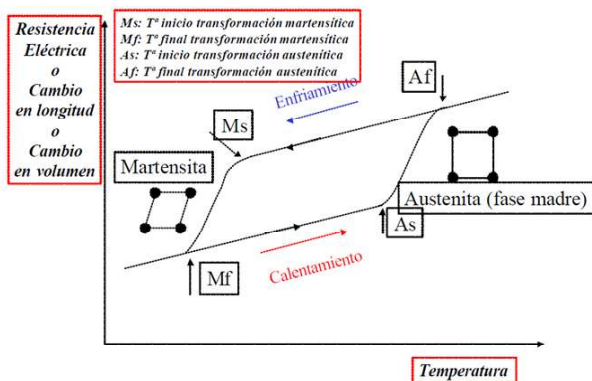 Resistencia
Eléctrica
o
Cambio
en longitud
o
Cambio
en volumen
Ms: Tª inicio transformación martensítica
Mf: Tª final transformación martensítica
As: Tª inicio transformación austenítica
Af: Tª final transformación austenítica
Af
Enfriamiento
Ms
Martensita
Austenita (fase madre)
As
Calentamiento
Mf
Temperatura